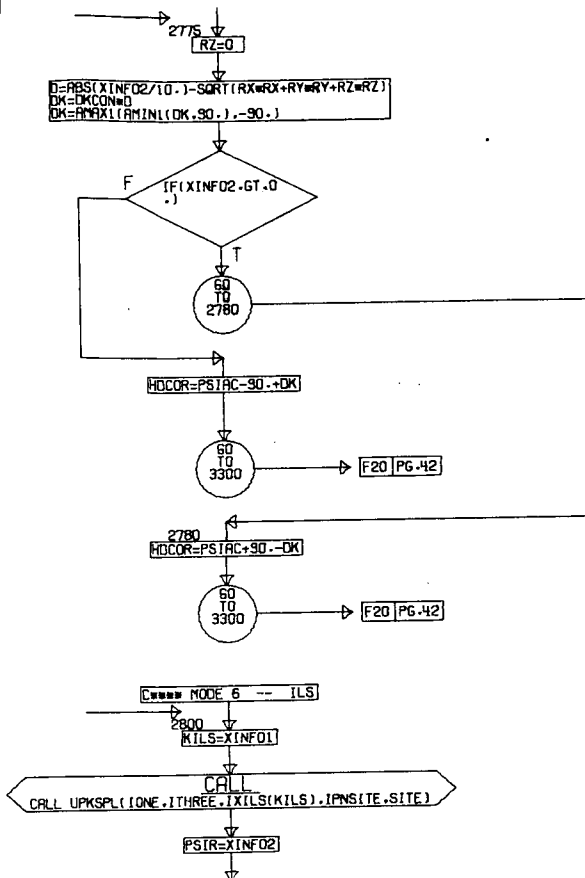 2775
RZ=0
D=ABS(XINFO2/10.)-SQRT(RX*RX+RY*RY+RZ*RZ)
DK=DKCON*D
DK=AMAX1(AMIN1(DK.90.).-90.)
F
IF(XINFO2.GT.0
.)
T
GO
TO
2780
HDCOR=PSIAC-90.+DK
GO
TO
3300
F20 PG.42
2780
HDCOR=PSIAC+90.-DK
GO
TO
3300
F20 PG.42
C**** MODE 6 -- ILS
2800
KILS=XINFO1
CALL
CALL UPKSPL(IONE.ITHREE.IXILS(KILS).IPNSITE.SITE)
PSIR=XINFO2